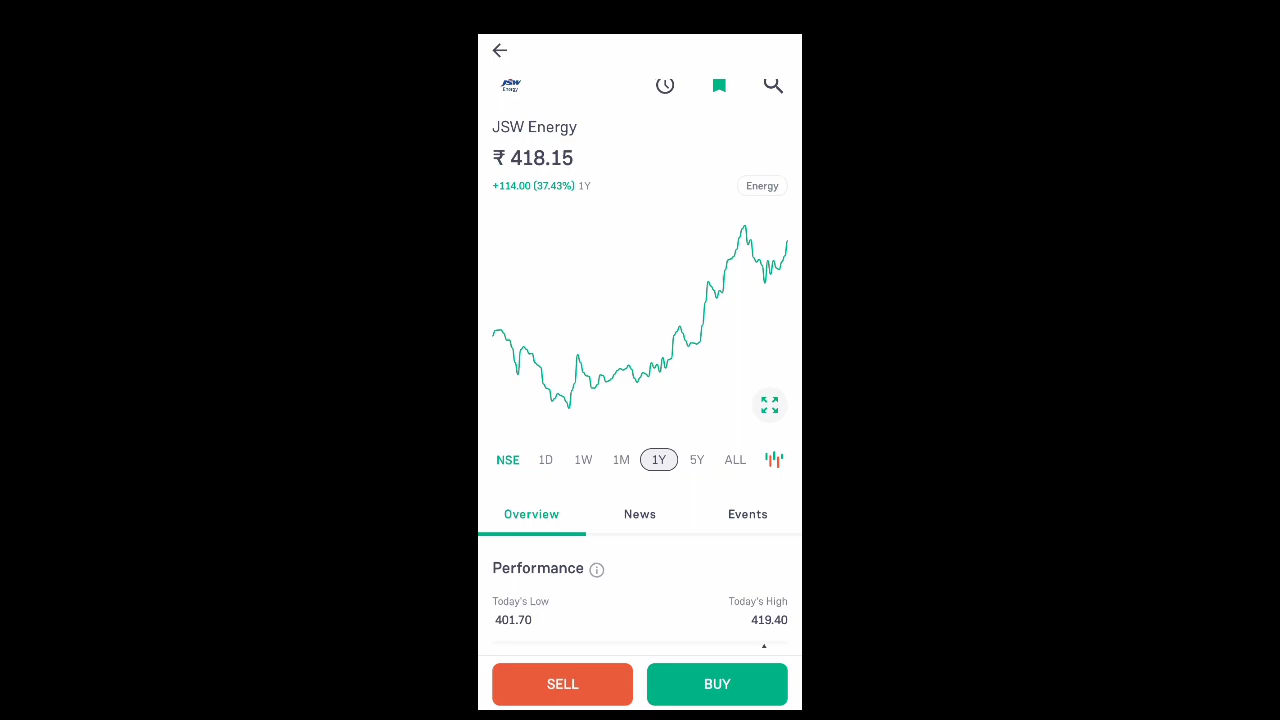 JSW
Energy
JSW Energy
₹ 418.15
+114.00 (37.43%) 1Y
Energy
NSE 1D 1W 1M 1Y 5Y ALL
Overview News Events
Performance
Today's Low Today's High
401.70 419.40
SELL BUY